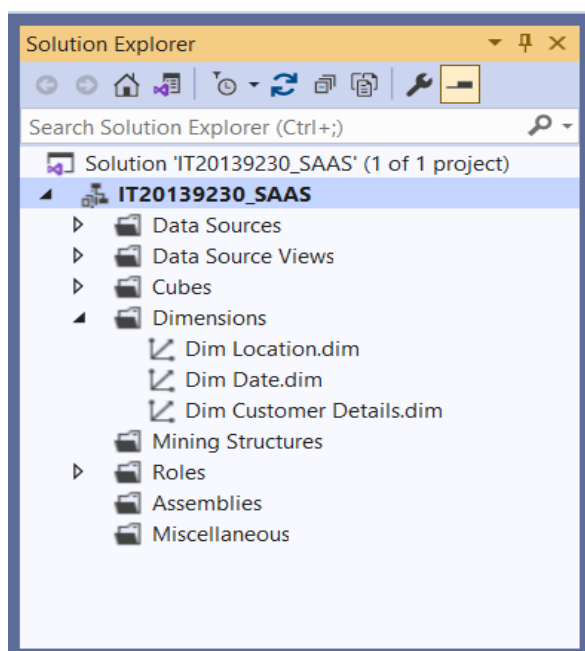 Solution Explorer
Search Solution Explorer (Ctrl+;)
Solution 'IT20139230_SAAS' (1 of 1 project)
IT20139230_SAAS
Data Sources
Data Source Views
Cubes
Dimensions
Dim Location.dim
Dim Date.dim
Dim Customer Details.dim
Mining Structures
Roles
Assemblies
Miscellaneous